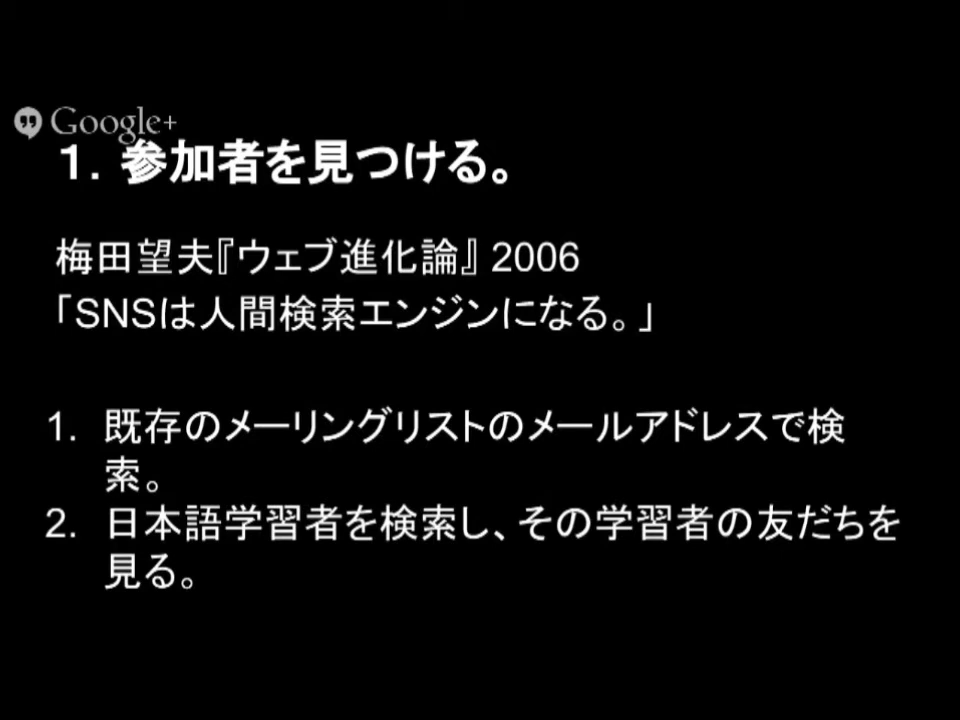 Google+
１．参加者を見つける。
梅田望夫『ウェブ進化論』 2006
「SNSは人間検索エンジンになる。」
1. 既存のメーリングリストのメールアドレスで検
索。
2. 日本語学習者を検索し、その学習者の友だちを
見る。